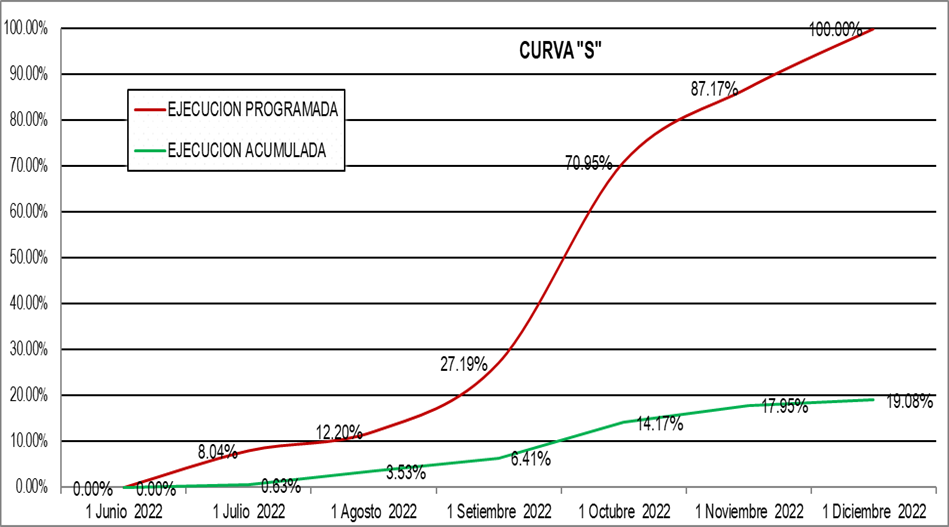 CURVA "S"
EJECUCION PROGRAMADA
EJECUCION ACUMULADA
100.00%
90.00%
80.00%
70.00%
60.00%
50.00%
40.00%
30.00%
20.00%
10.00%
0.00%
100.00%
87.17%
70.95%
27.19%
12.20%
8.04%
0.00%
0.00%
0.63%
3.53%
6.41%
14.17%
17.95%
19.08%
1 Junio 2022
1 Julio 2022
1 Agosto 2022
1 Setiembre 2022
1 Octubre 2022
1 Noviembre 2022
1 Diciembre 2022